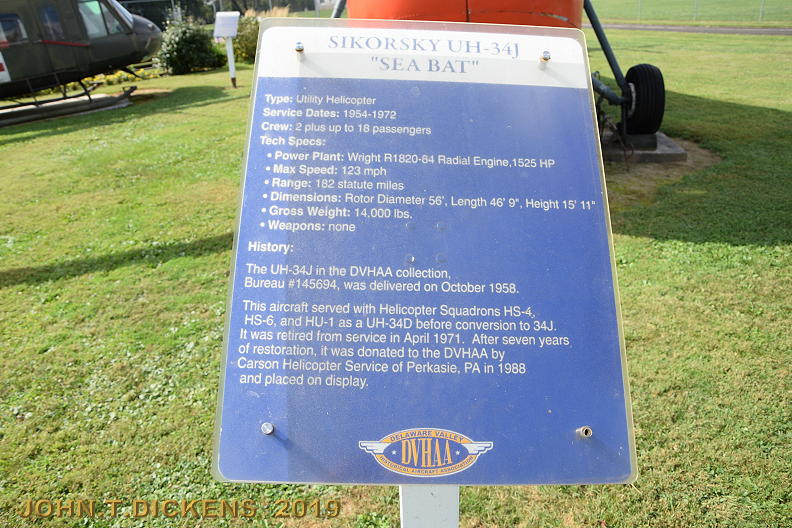 SIKORSKY UH-34J
"SEA BAT"
Type: Utility Helicopter
Service Dates: 1954-1972
Crew: 2 plus up to 18 passengers
Tech Specs:
• Power Plant: Wright R1820-84 Radial Engine,1525 HP
• Max Speed: 123 mph
• Range: 182 statute miles
• Dimensions: Rotor Diameter 56', Length 46' 9", Height 15' 11"
• Gross Weight: 14,000 lbs.
• Weapons: none
History:
The UH-34J in the DVHAA collection,
Bureau #145694, was delivered on October 1958.
This aircraft served with Helicopter Squadrons HS-4,
HS-6, and HU-1 as a UH-34D before conversion to 34J.
It was retired from service in April 1971. After seven years
of restoration, it was donated to the DVHAA by
Carson Helicopter Service of Perkasie, PA in 1988
and placed on display.
DELAWARE VALLEY
DVHAA
HISTORICAL AIRCRAFT ASSOCIATION
JOHN T DICKENS 2019